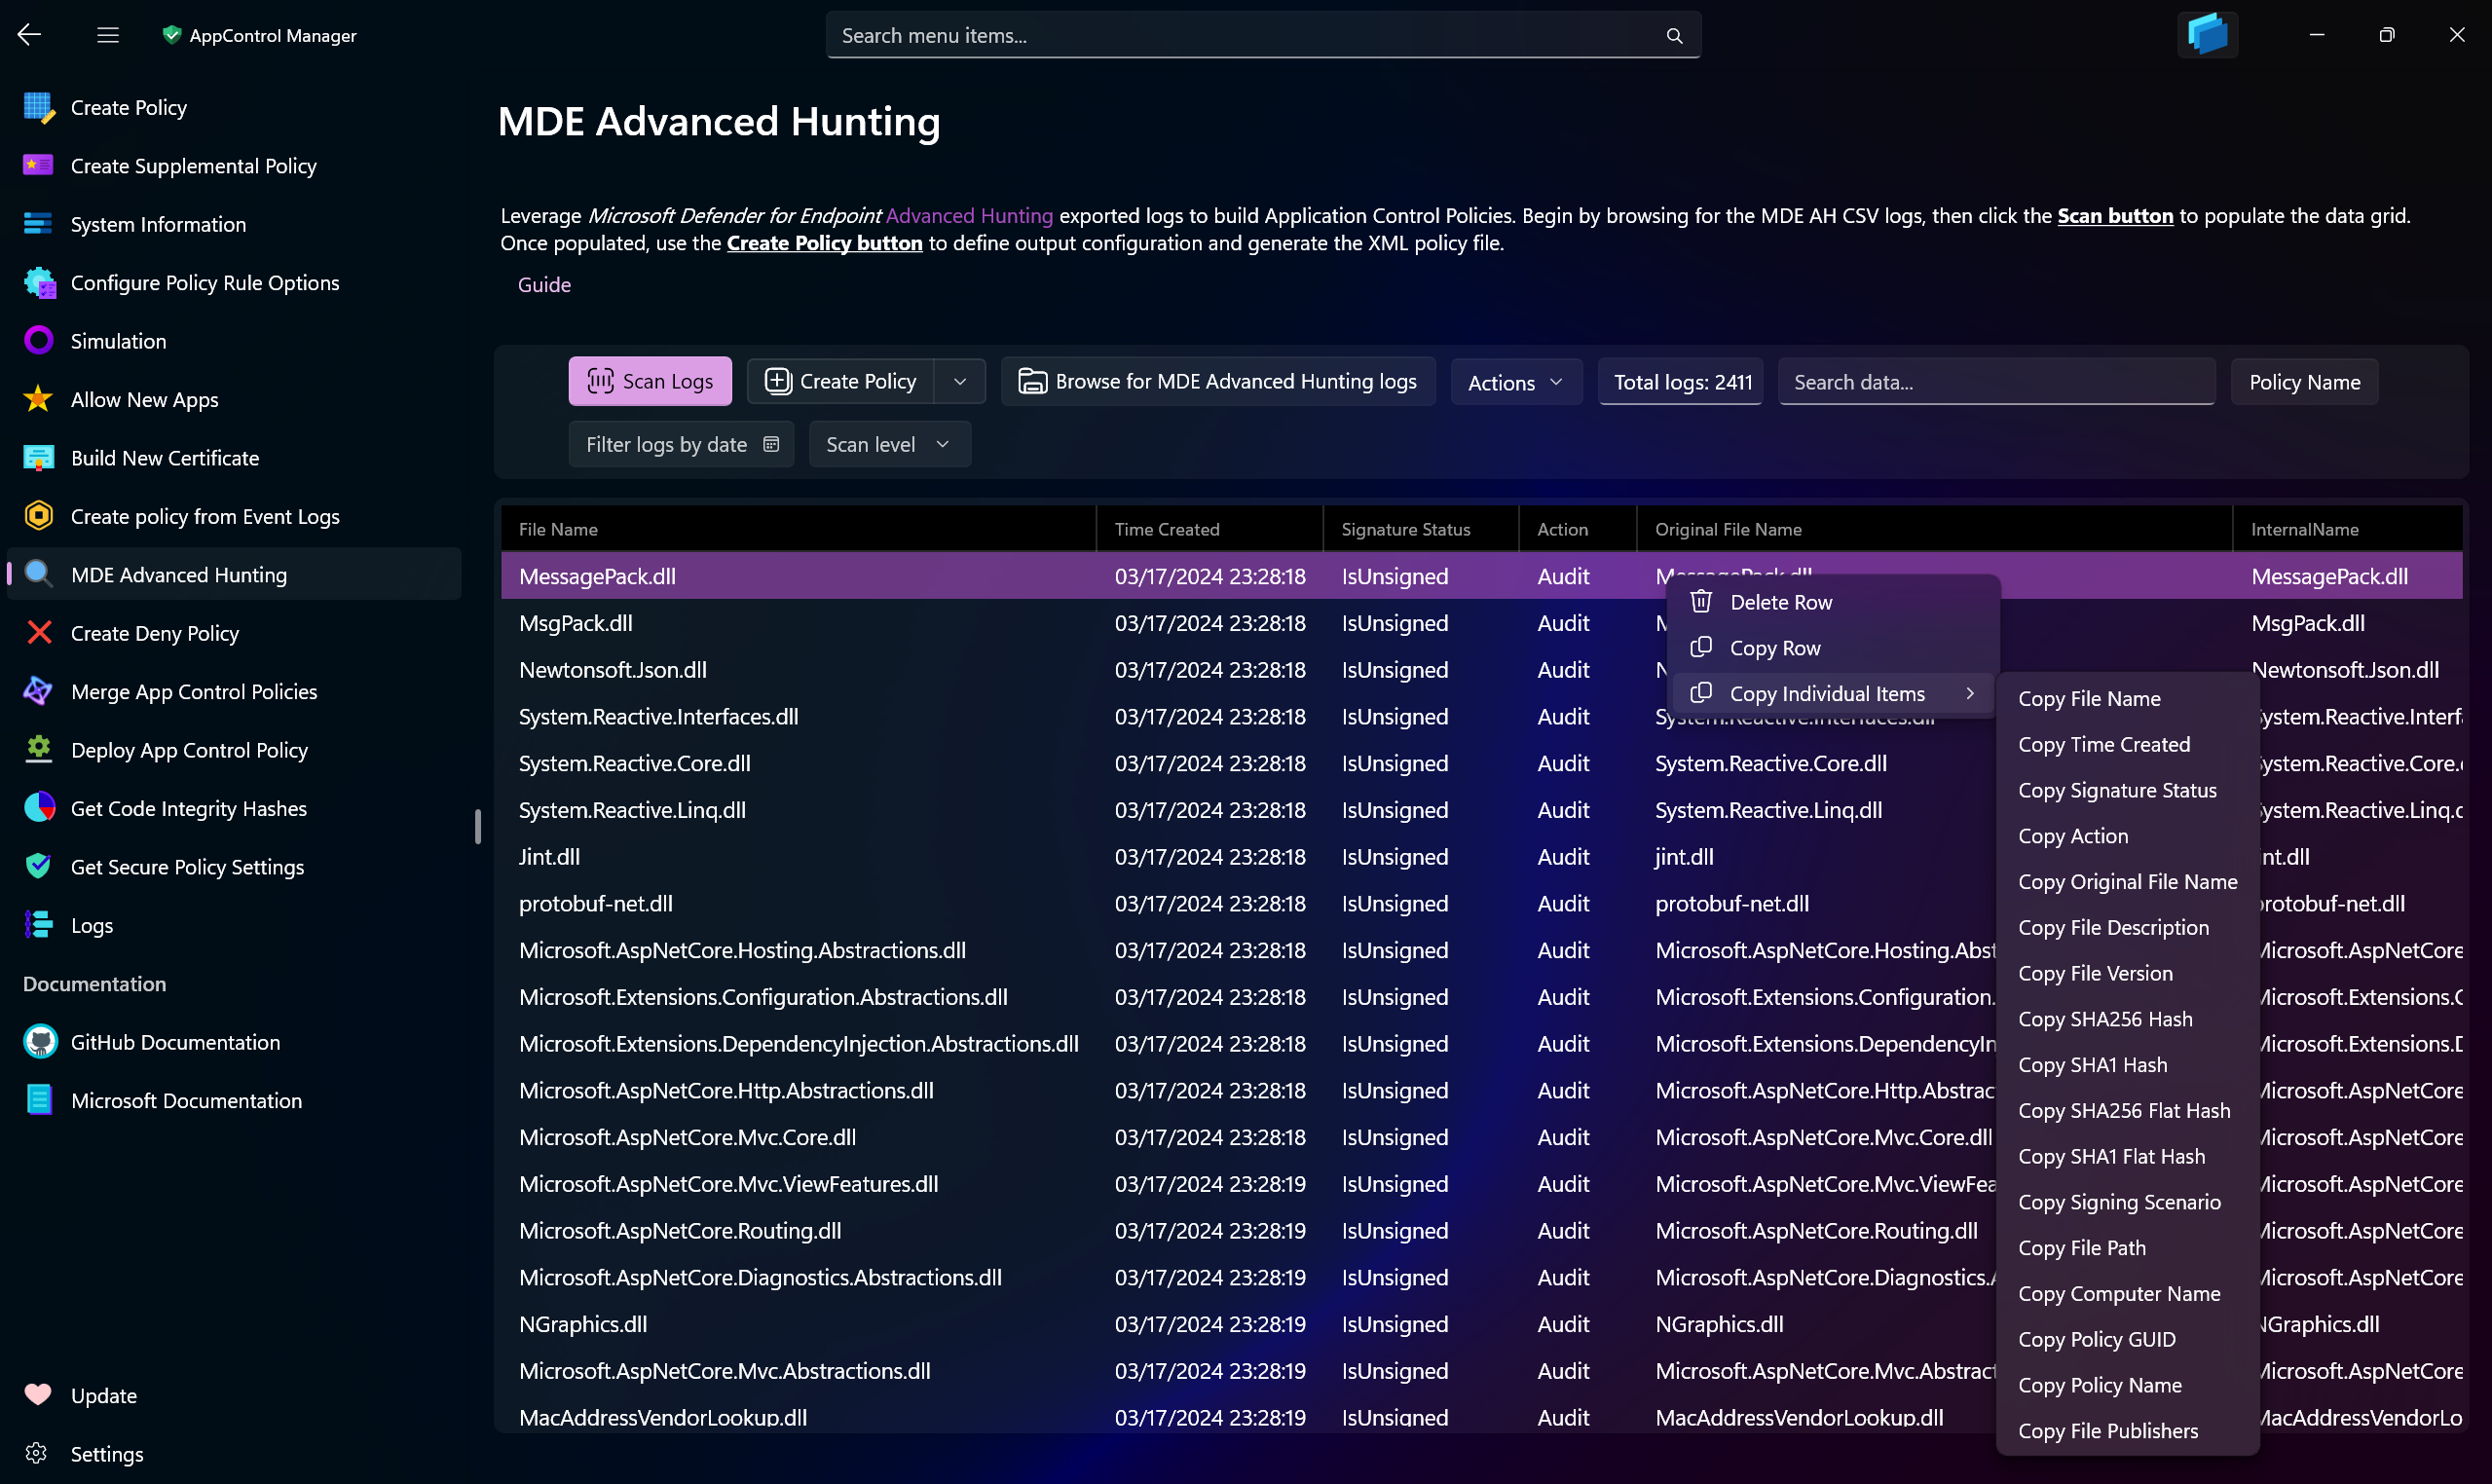 AppControl Manager
Search menu items...
Create Policy
Create Supplemental Policy
System Information
Configure Policy Rule Options
Simulation
Allow New Apps
Build New Certificate
Create policy from Event Logs
MDE Advanced Hunting
Create Deny Policy
Merge App Control Policies
Deploy App Control Policy
Get Code Integrity Hashes
Get Secure Policy Settings
Logs
Documentation
GitHub Documentation
Microsoft Documentation
Update
Settings
MDE Advanced Hunting
Leverage Microsoft Defender for Endpoint Advanced Hunting exported logs to build Application Control Policies. Begin by browsing for the MDE AH CSV logs, then click the Scan button to populate the data grid.
Once populated, use the Create Policy button to define output configuration and generate the XML policy file.
Guide
Scan Logs Create Policy Browse for MDE Advanced Hunting logs Actions Total logs: 2411 Search data... Policy Name
Filter logs by date Scan level
File Name Time Created Signature Status Action Original File Name InternalName
MessagePack.dll 03/17/2024 23:28:18 IsUnsigned Audit MessagePack.dll MessagePack.dll
MsgPack.dll 03/17/2024 23:28:18 IsUnsigned Audit MsgPack.dll
Newtonsoft.Json.dll 03/17/2024 23:28:18 IsUnsigned Audit Newtonsoft.Json.dll
System.Reactive.Interfaces.dll 03/17/2024 23:28:18 IsUnsigned Audit System.Reactive.Interfaces.dll System.Reactive.Interf
System.Reactive.Core.dll 03/17/2024 23:28:18 IsUnsigned Audit System.Reactive.Core.dll System.Reactive.Core.
System.Reactive.Linq.dll 03/17/2024 23:28:18 IsUnsigned Audit System.Reactive.Linq.dll System.Reactive.Linq.
Jint.dll 03/17/2024 23:28:18 IsUnsigned Audit jint.dll int.dll
protobuf-net.dll 03/17/2024 23:28:18 IsUnsigned Audit protobuf-net.dll protobuf-net.dll
Microsoft.AspNetCore.Hosting.Abstractions.dll 03/17/2024 23:28:18 IsUnsigned Audit Microsoft.AspNetCore.Hosting.Abst Microsoft.AspNetCore
Microsoft.Extensions.Configuration.Abstractions.dll 03/17/2024 23:28:18 IsUnsigned Audit Microsoft.Extensions.Configuration. Microsoft.Extensions.
Microsoft.Extensions.DependencyInjection.Abstractions.dll 03/17/2024 23:28:18 IsUnsigned Audit Microsoft.Extensions.DependencyIn Microsoft.Extensions.
Microsoft.AspNetCore.Http.Abstractions.dll 03/17/2024 23:28:18 IsUnsigned Audit Microsoft.AspNetCore.Http.Abstrac Microsoft.AspNetCore
Microsoft.AspNetCore.Mvc.Core.dll 03/17/2024 23:28:18 IsUnsigned Audit Microsoft.AspNetCore.Mvc.Core.dll Microsoft.AspNetCore
Microsoft.AspNetCore.Mvc.ViewFeatures.dll 03/17/2024 23:28:19 IsUnsigned Audit Microsoft.AspNetCore.Mvc.ViewFea Microsoft.AspNetCore
Microsoft.AspNetCore.Routing.dll 03/17/2024 23:28:19 IsUnsigned Audit Microsoft.AspNetCore.Routing.dll Microsoft.AspNetCore
Microsoft.AspNetCore.Diagnostics.Abstractions.dll 03/17/2024 23:28:19 IsUnsigned Audit Microsoft.AspNetCore.Diagnostics. Microsoft.AspNetCore
NGraphics.dll 03/17/2024 23:28:19 IsUnsigned Audit NGraphics.dll NGraphics.dll
Microsoft.AspNetCore.Mvc.Abstractions.dll 03/17/2024 23:28:19 IsUnsigned Audit Microsoft.AspNetCore.Mvc.Abstract Microsoft.AspNetCore
MacAddressVendorLookup.dll 03/17/2024 23:28:19 IsUnsigned Audit MacAddressVendorLookup.dll MacAddressVendorLo
Delete Row
Copy Row
Copy Individual Items
Copy File Name
Copy Time Created
Copy Signature Status
Copy Action
Copy Original File Name
Copy File Description
Copy File Version
Copy SHA256 Hash
Copy SHA1 Hash
Copy SHA256 Flat Hash
Copy SHA1 Flat Hash
Copy Signing Scenario
Copy File Path
Copy Computer Name
Copy Policy GUID
Copy Policy Name
Copy File Publishers